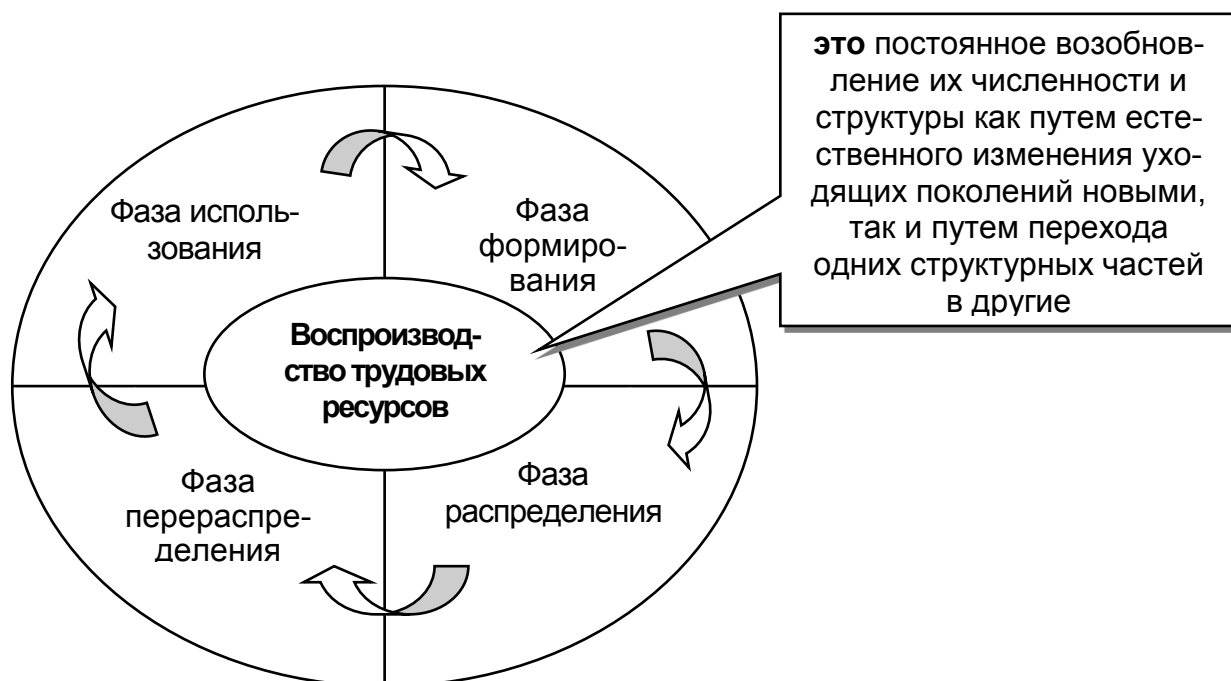 это постоянное возобнов-
ление их численности и
структуры как путем есте-
ственного изменения ухо-
дящих поколений новыми,
так и путем перехода
одних структурных частей
в другие
Фаза исполь-
зования
Фаза
формиро-
вания
Воспроизвод-
ство трудовых
ресурсов
Фаза
перераспре-
деления
Фаза
распределения